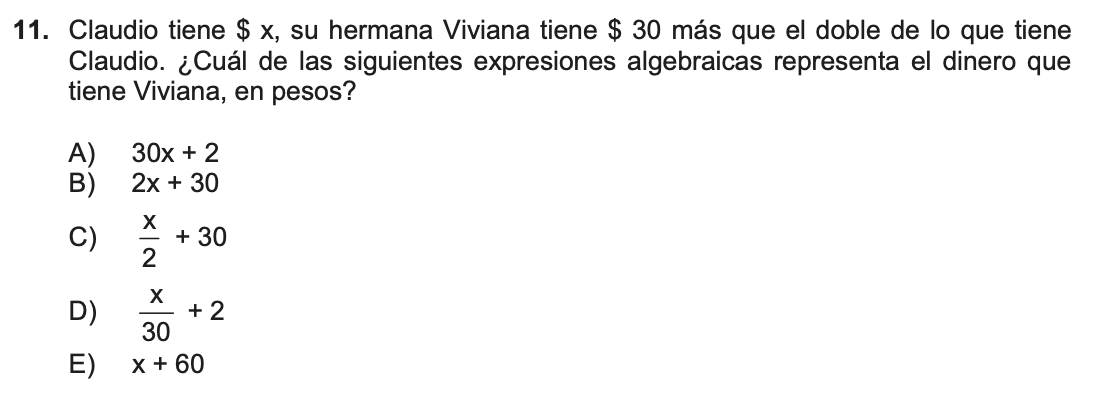 11. Claudio tiene $ x, su hermana Viviana tiene $ 30 más que el doble de lo que tiene
Claudio. ¿Cuál de las siguientes expresiones algebraicas representa el dinero que
tiene Viviana, en pesos?
A) 30x + 2
B) 2x + 30
C) x/2 + 30
D) x/30 + 2
E) x + 60